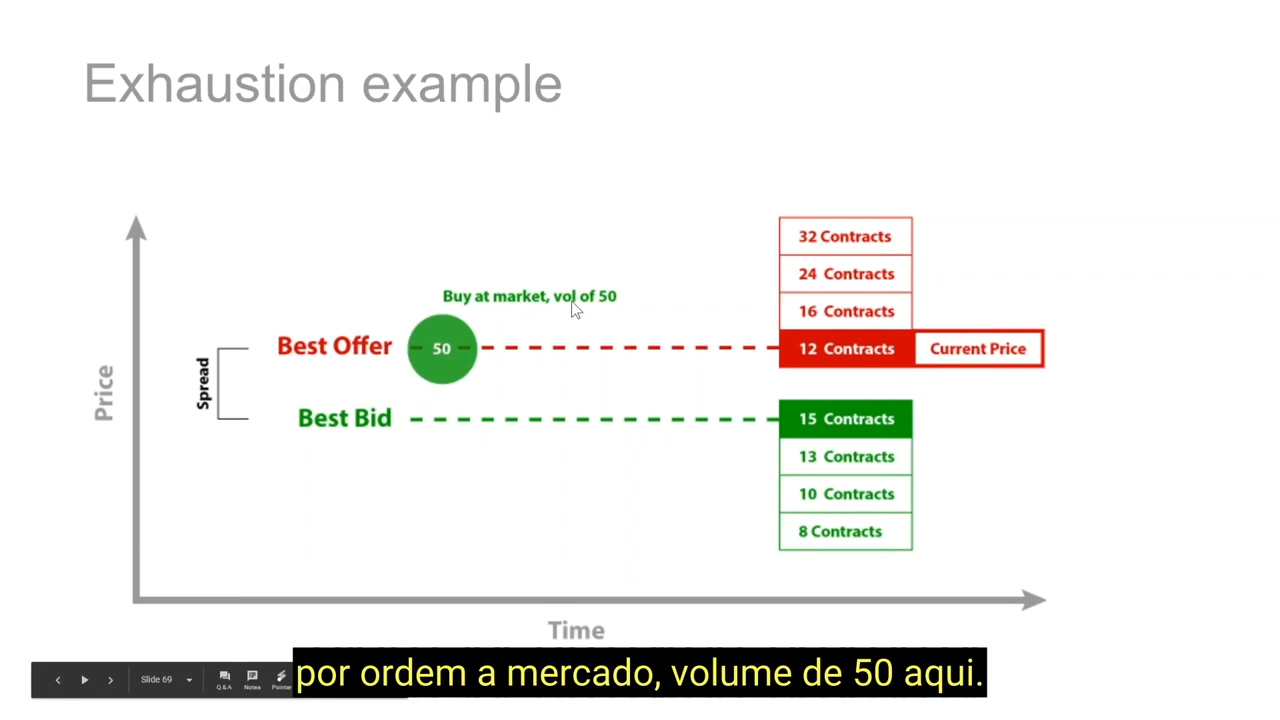 Exhaustion example
32 Contracts
24 Contracts
Buy at market, vol of 50
16 Contracts
Best Offer
50
12 Contracts
Current Price
Spread
Price
Best Bid
15 Contracts
13 Contracts
10 Contracts
8 Contracts
Time
Slide 69
Q & A
Notes
Pointer
por ordem a mercado, volume de 50 aqui.